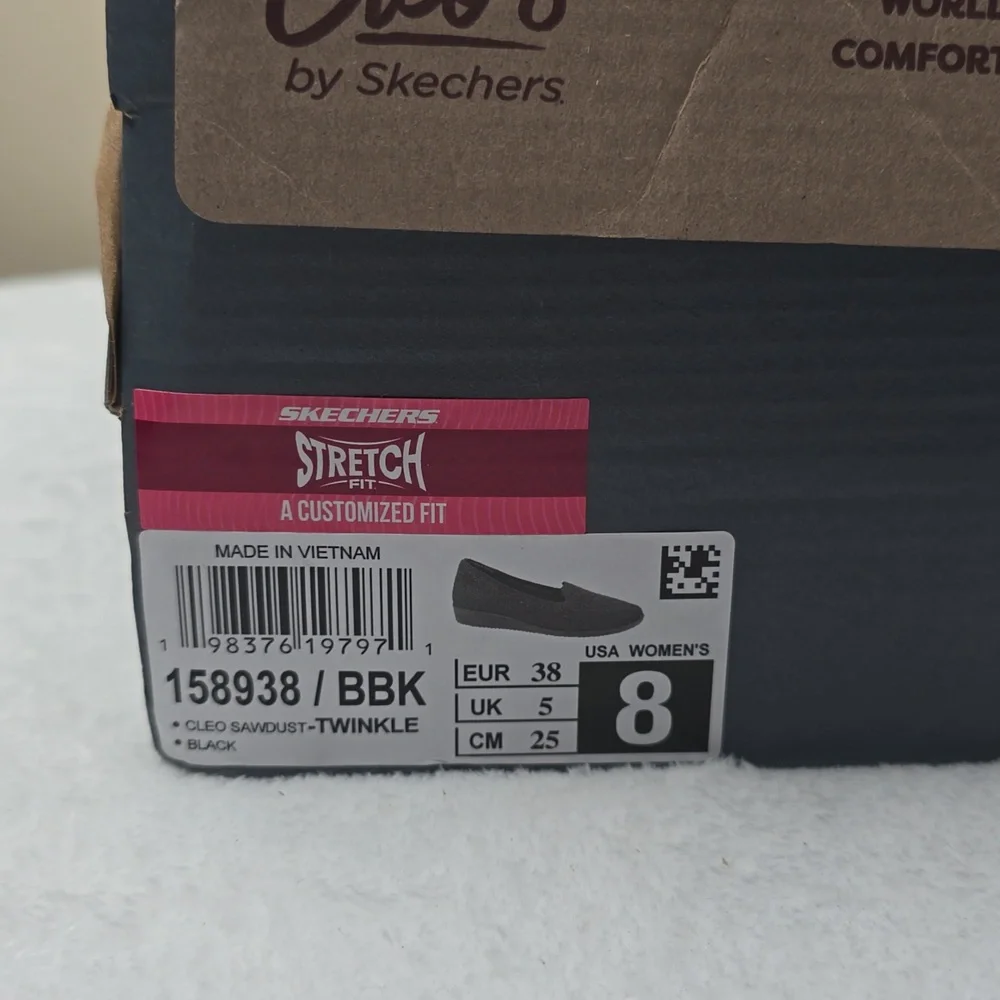 by Skechers.
COMFORT
SKECHERS
STRETCH
FIT
A CUSTOMIZED FIT
MADE IN VIETNAM
1 98376 19797 1
158938 / BBK
• CLEO SAWDUST-TWINKLE
• BLACK
USA WOMEN'S
8
EUR 38
UK 5
CM 25